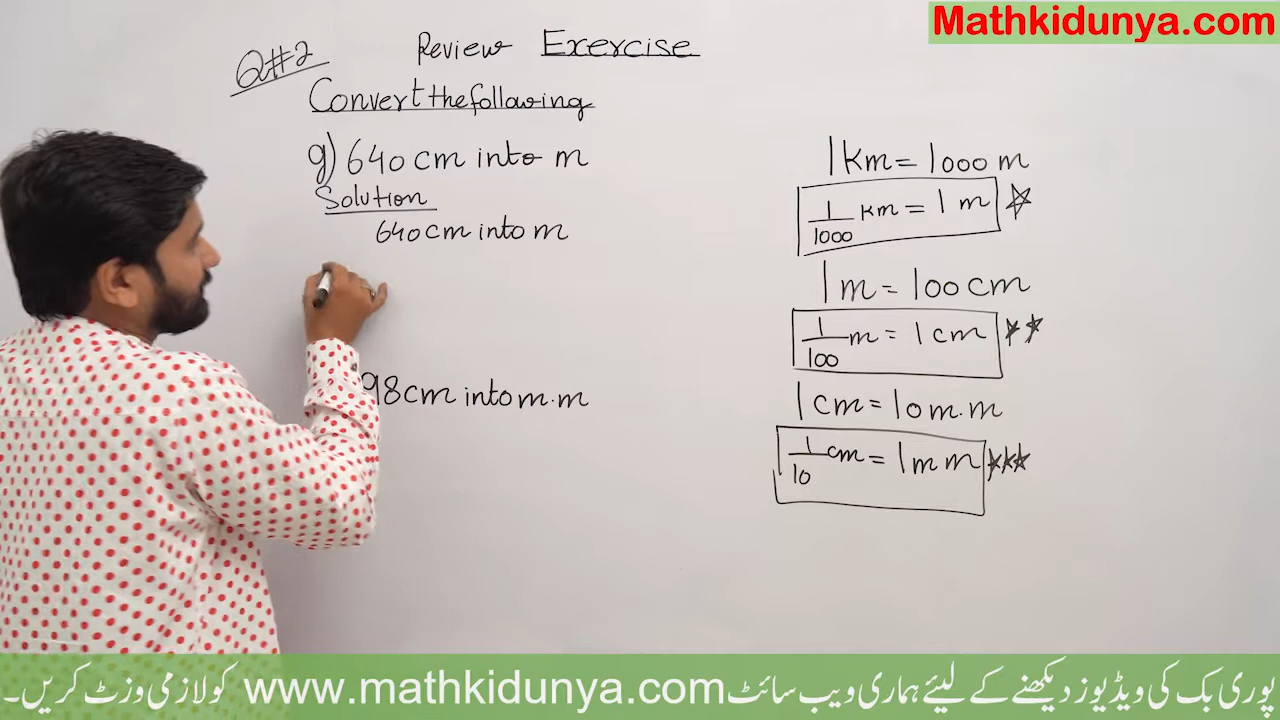 Mathkidunya.com
Q#2 Review Exercise
Convert the following
g) 640 cm into m
Solution
640 cm into m
98 cm into m.m
1 km = 1000 m
1/1000 km = 1 m
1 m = 100 cm
1/100 m = 1 cm
1 cm = 10 m.m
1/10 cm = 1 m m
پوری بک کی ویڈیوز دیکھنے کے لیئے ہماری ویب سائٹ www.mathkidunya.com کو لازمی وزٹ کریں۔